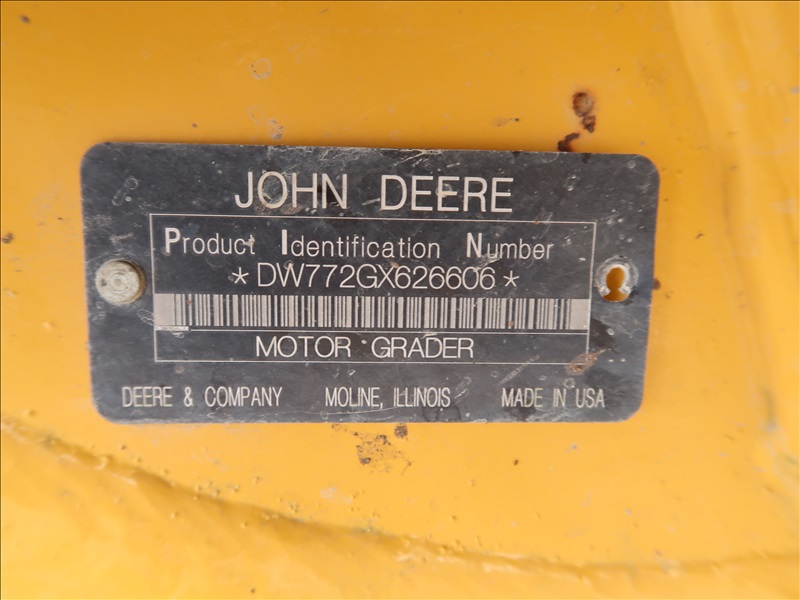 JOHN DEERE
Product Identification Number
*DW772GX626606*
MOTOR GRADER
DEERE & COMPANY MOLINE, ILLINOIS MADE IN USA